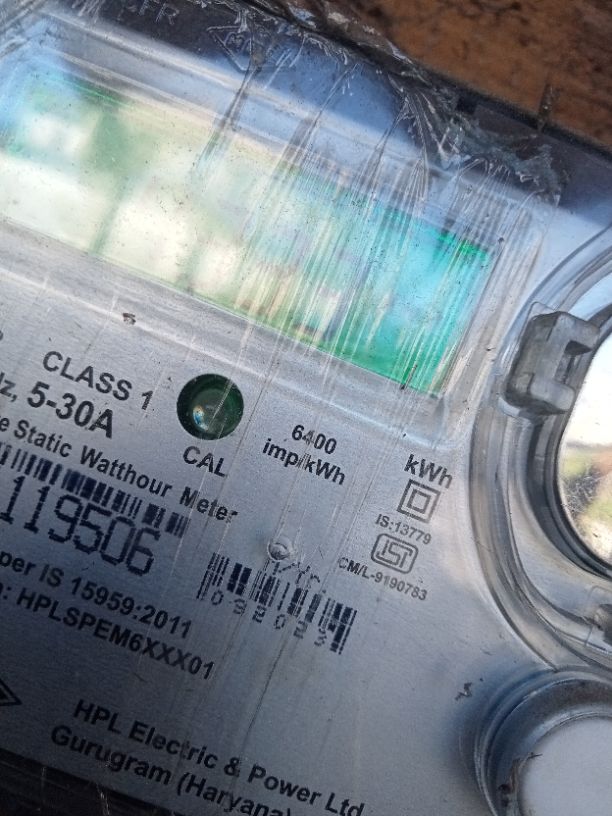 CLASS 1
5-30A
CAL
6400
imp/kWh
kWh
Static Watthour Meter
119506
IS:13779
CM/L-9190783
per IS 15959:2011
HPLSPEM6XXX01
092023
HPL Electric & Power Ltd
Gurugram (Haryana)